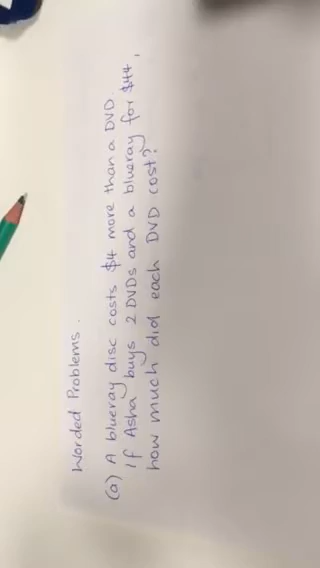 Worded Problems.
(a) A blueray disc costs $4 more than a DVD.
If Asha buys 2 DVDs and a blueray for $44,
how much did each DVD cost?